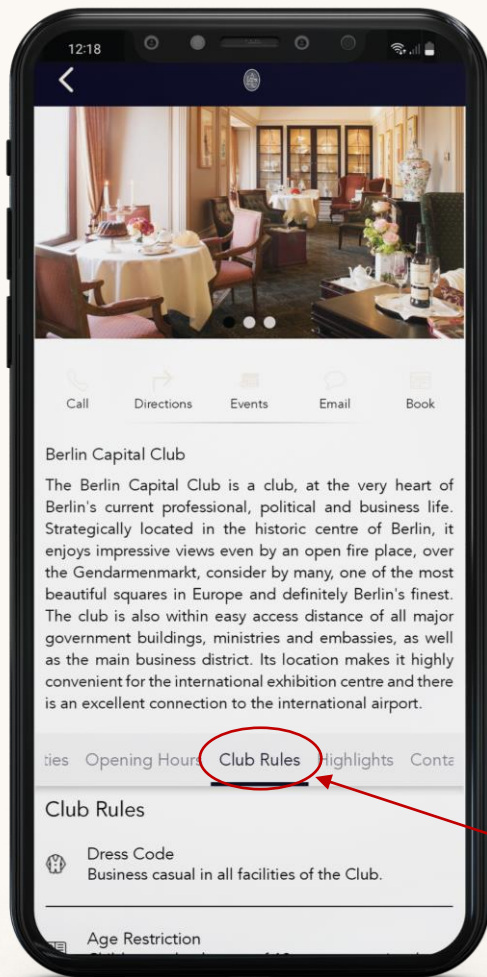 12:18
Call Directions Events Email Book
Berlin Capital Club
The Berlin Capital Club is a club, at the very heart of
Berlin's current professional, political and business life.
Strategically located in the historic centre of Berlin, it
enjoys impressive views even by an open fire place, over
the Gendarmenmarkt, consider by many, one of the most
beautiful squares in Europe and definitely Berlin's finest.
The club is also within easy access distance of all major
government buildings, ministries and embassies, as well
as the main business district. Its location makes it highly
convenient for the international exhibition centre and there
is an excellent connection to the international airport.
ties Opening Hours Club Rules Highlights Conta
Club Rules
Dress Code
Business casual in all facilities of the Club.
Age Restriction